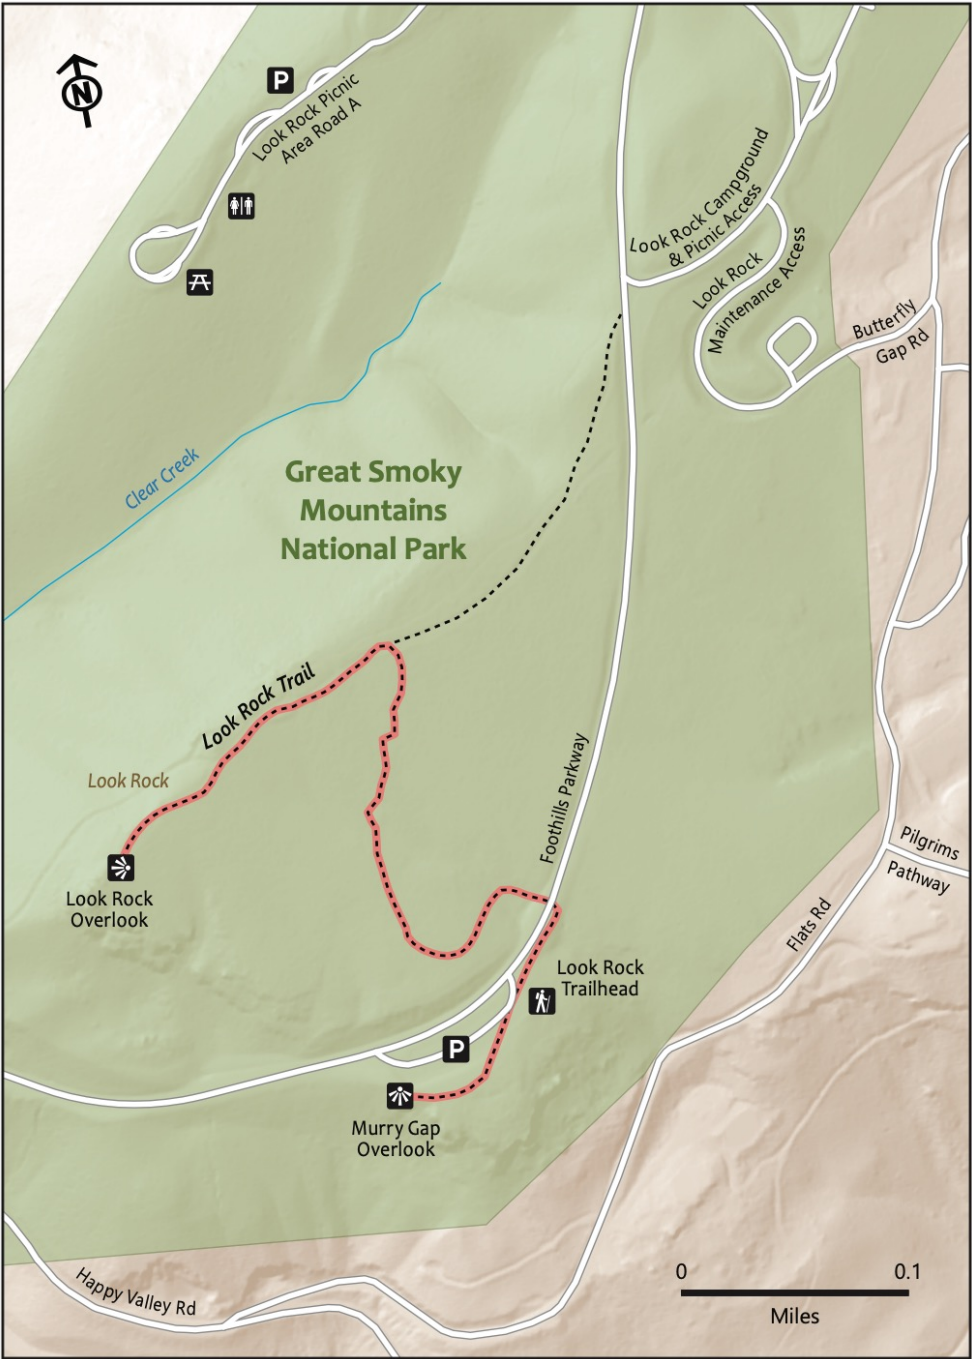 N
P
Look Rock Picnic
Area Road A
Look Rock Campground
& Picnic Access
Look Rock
Maintenance Access
Butterfly
Gap Rd
Clear Creek
Great Smoky
Mountains
National Park
Look Rock Trail
Look Rock
Look Rock
Overlook
Foothills Parkway
Pilgrims
Pathway
Flats Rd
Look Rock
Trailhead
P
Murry Gap
Overlook
Happy Valley Rd
0 0.1
Miles